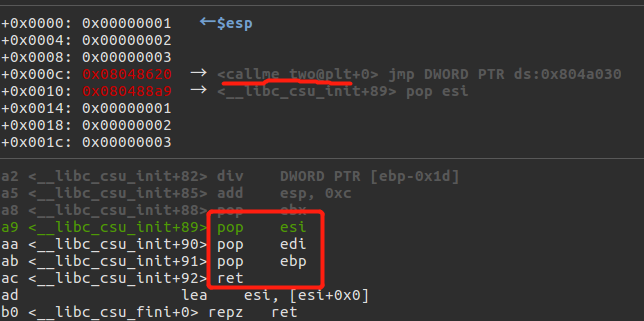 +0x0000: 0x00000001 ←$esp
+0x0004: 0x00000002
+0x0008: 0x00000003
+0x000c: 0x08048620 → <callme_two@plt+0> jmp DWORD PTR ds:0x804a030
+0x0010: 0x080488a9 → <__libc_csu_init+89> pop esi
+0x0014: 0x00000001
+0x0018: 0x00000002
+0x001c: 0x00000003
a2 <__libc_csu_init+82> div DWORD PTR [ebp-0x1d]
a5 <__libc_csu_init+85> add esp, 0xc
a8 <__libc_csu_init+88> pop ebx
a9 <__libc_csu_init+89> pop esi
aa <__libc_csu_init+90> pop edi
ab <__libc_csu_init+91> pop ebp
ac <__libc_csu_init+92> ret
ad lea esi, [esi+0x0]
b0 <__libc_csu_fini+0> repz ret